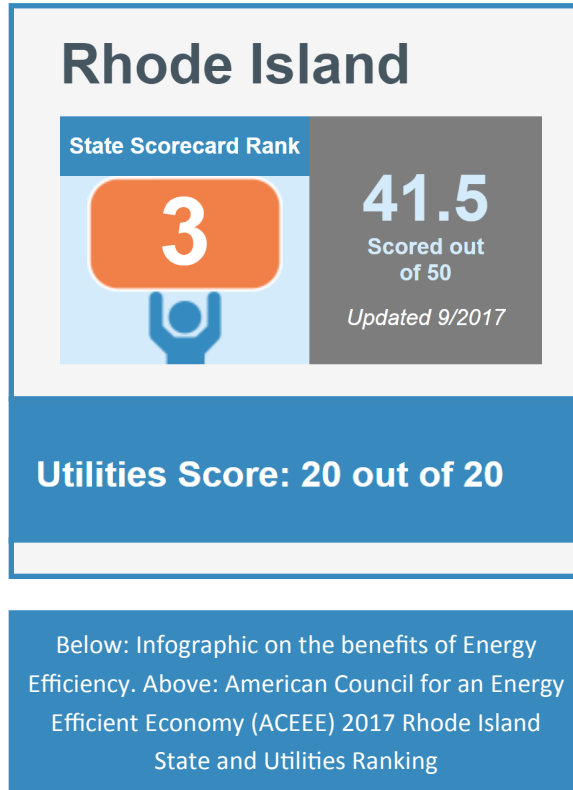 Rhode Island
State Scorecard Rank
3
41.5
Scored out
of 50
Updated 9/2017
Utilities Score: 20 out of 20
Below: Infographic on the benefits of Energy
Efficiency. Above: American Council for an Energy
Efficient Economy (ACEEE) 2017 Rhode Island
State and Utilities Ranking